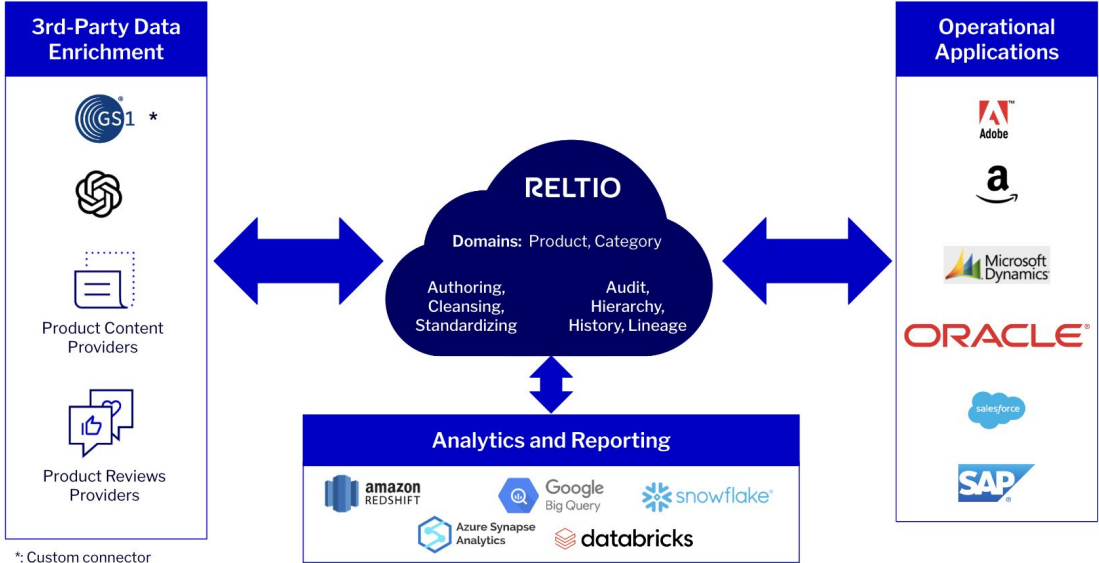 3rd-Party Data
Enrichment
GS1 ® *
Product Content
Providers
Product Reviews
Providers
*: Custom connector
RELTIO
Domains: Product, Category
Authoring,
Cleansing,
Standardizing
Audit,
Hierarchy,
History, Lineage
Analytics and Reporting
amazon
REDSHIFT
Google
Big Query
snowflake®
Azure Synapse
Analytics
databricks
Operational
Applications
Adobe™
a
Microsoft
Dynamics®
ORACLE®
salesforce
SAP®